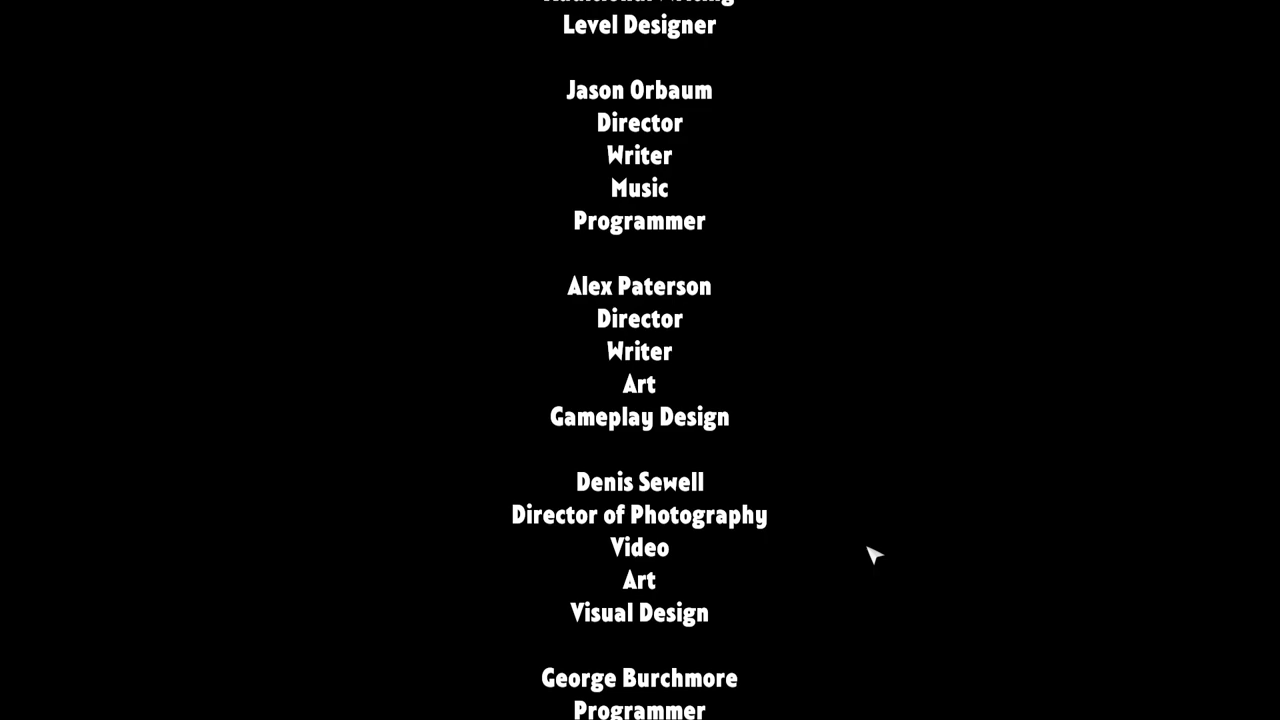 Level Designer
Jason Orbaum
Director
Writer
Music
Programmer
Alex Paterson
Director
Writer
Art
Gameplay Design
Denis Sewell
Director of Photography
Video
Art
Visual Design
George Burchmore
Programmer